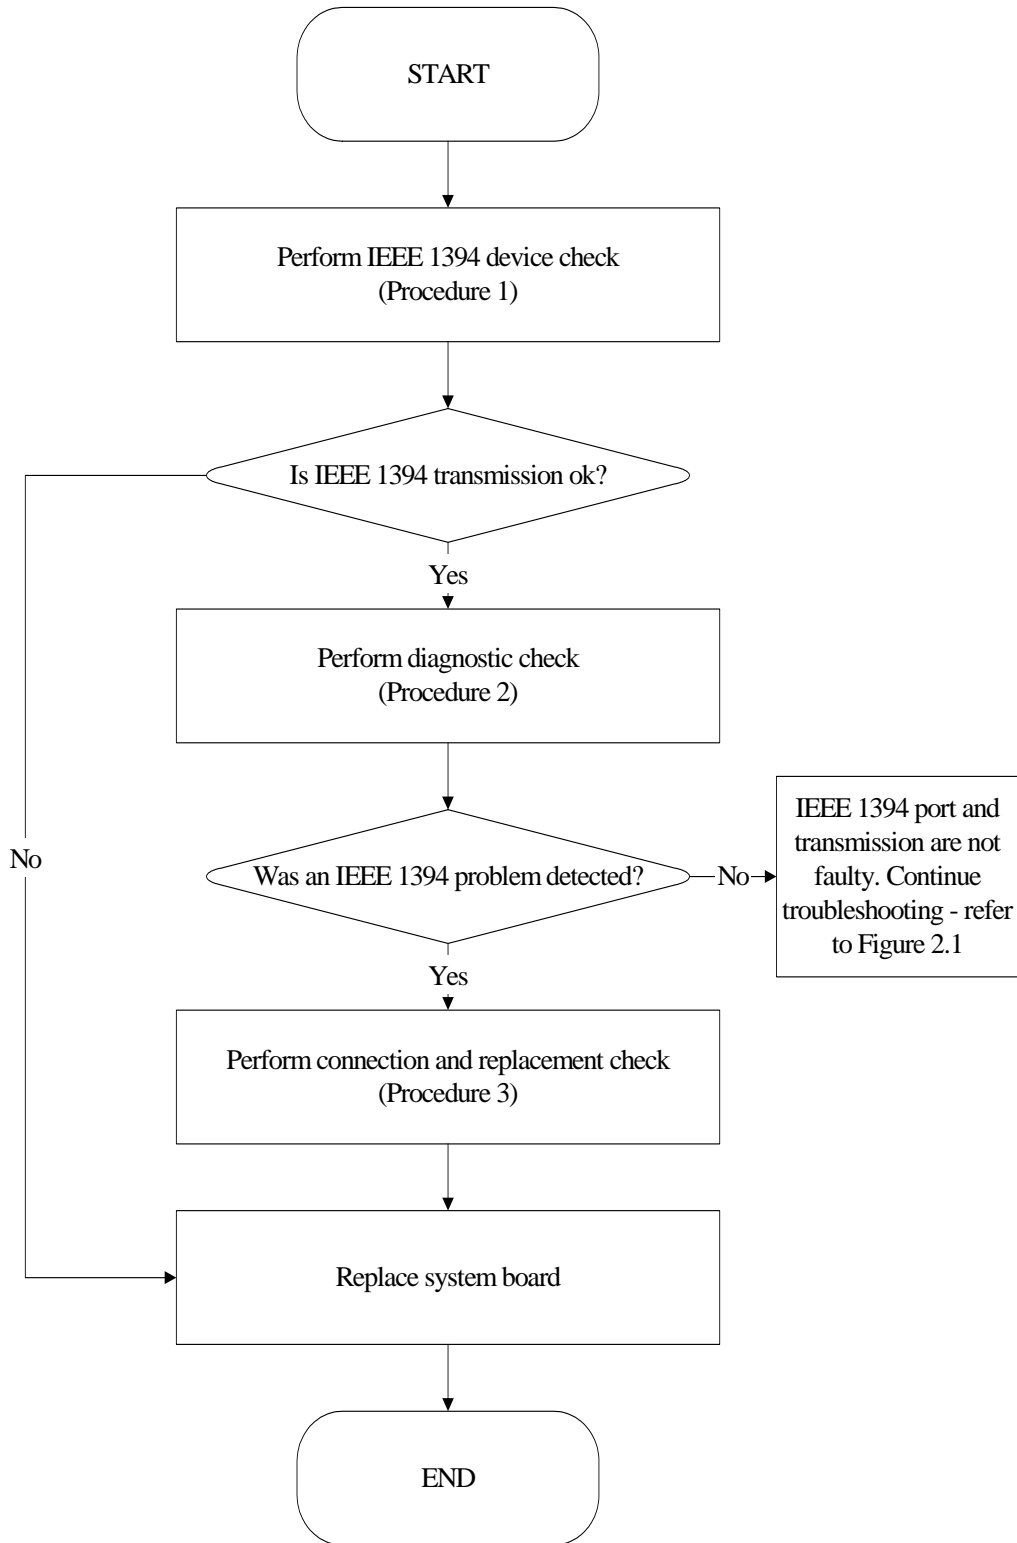 START
Perform IEEE 1394 device check
(Procedure 1)
Is IEEE 1394 transmission ok?
Yes
Perform diagnostic check
(Procedure 2)
No
Was an IEEE 1394 problem detected?
No
IEEE 1394 port and
transmission are not
faulty. Continue
troubleshooting - refer
to Figure 2.1
Yes
Perform connection and replacement check
(Procedure 3)
Replace system board
END